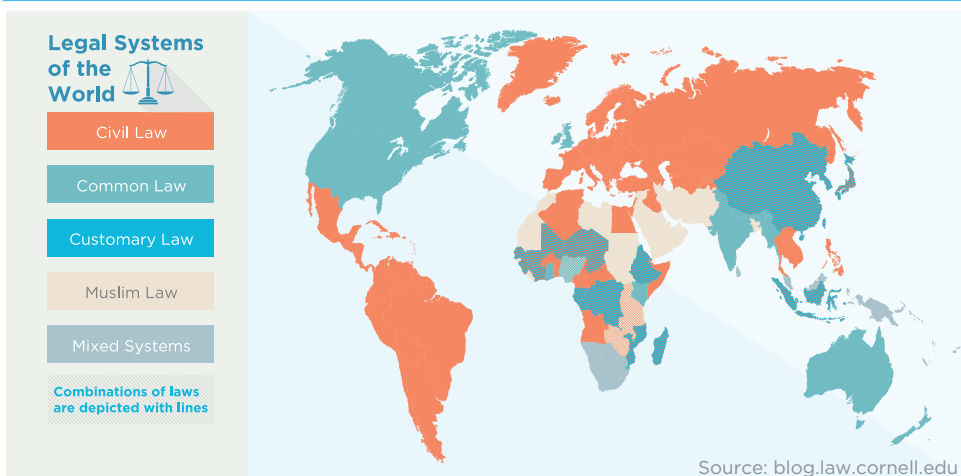 Legal Systems
of the
World
Civil Law
Common Law
Customary Law
Muslim Law
Mixed Systems
Combinations of laws
are depicted with lines
Source: blog.law.cornell.edu